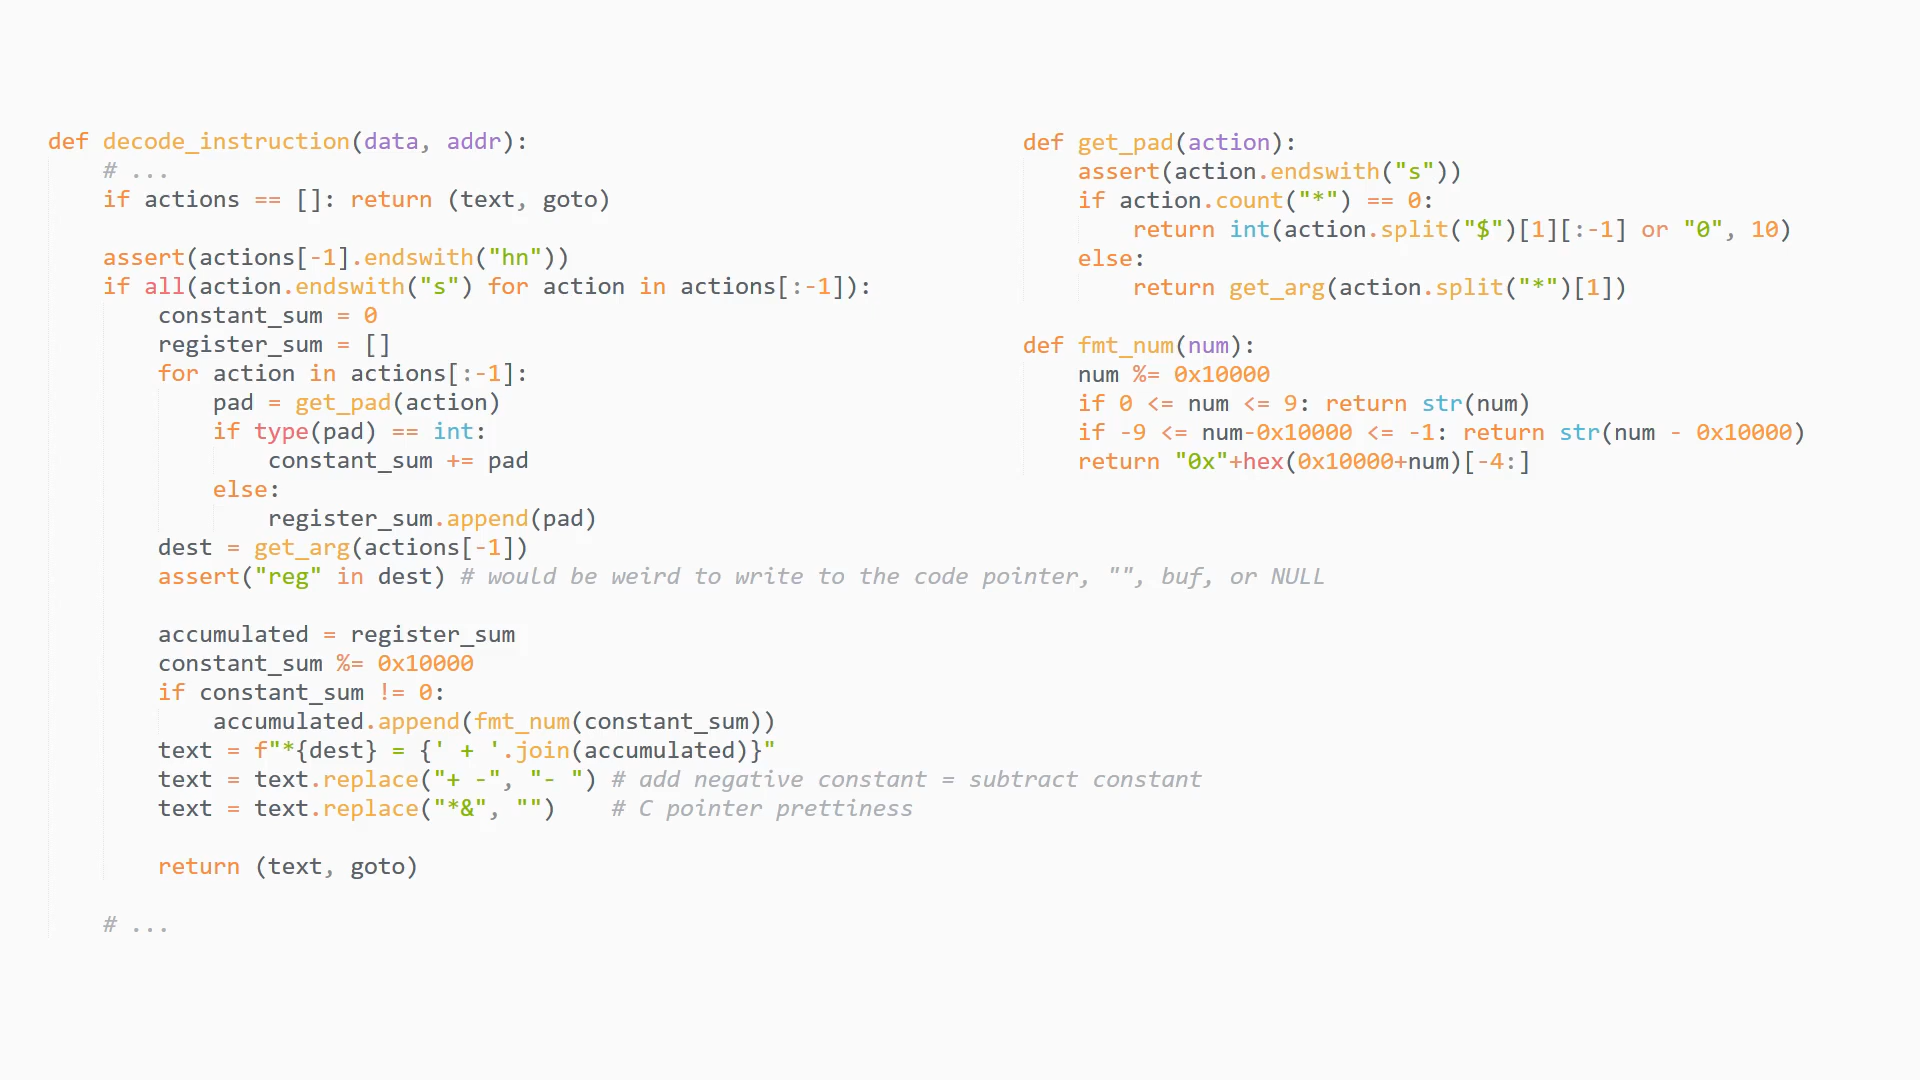 def decode_instruction(data, addr):
    # ...
    if actions == []: return (text, goto)

    assert(actions[-1].endswith("hn"))
    if all(action.endswith("s") for action in actions[:-1]):
        constant_sum = 0
        register_sum = []
        for action in actions[:-1]:
            pad = get_pad(action)
            if type(pad) == int:
                constant_sum += pad
            else:
                register_sum.append(pad)
        dest = get_arg(actions[-1])
        assert("reg" in dest) # would be weird to write to the code pointer, "", buf, or NULL

        accumulated = register_sum
        constant_sum %= 0x10000
        if constant_sum != 0:
            accumulated.append(fmt_num(constant_sum))
        text = f"*{dest} = {' + '.join(accumulated)}"
        text = text.replace("+ -", "- ") # add negative constant = subtract constant
        text = text.replace("*&", "")    # C pointer prettiness

        return (text, goto)

    # ...

def get_pad(action):
    assert(action.endswith("s"))
    if action.count("*") == 0:
        return int(action.split("$")[1][:-1] or "0", 10)
    else:
        return get_arg(action.split("*")[1])

def fmt_num(num):
    num %= 0x10000
    if 0 <= num <= 9: return str(num)
    if -9 <= num-0x10000 <= -1: return str(num - 0x10000)
    return "0x"+hex(0x10000+num)[-4:]